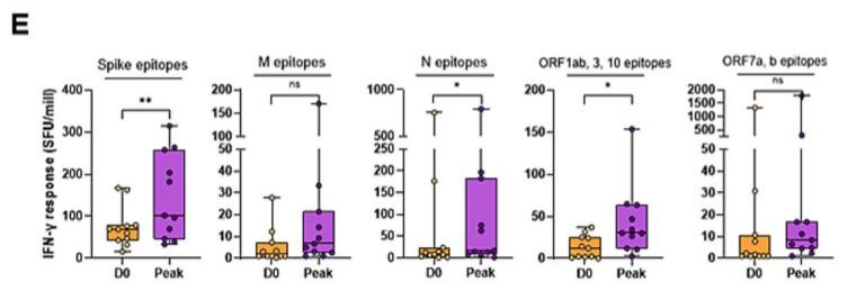 E
Spike epitopes
M epitopes
N epitopes
ORF1ab, 3, 10 epitopes
ORF7a, b epitopes
IFN-γ response (SFU/mill)
400
300
200
100
0
**
D0 Peak
200
150
100
50
40
30
20
10
0
ns
D0 Peak
1000
500
250
200
150
100
50
0
*
D0 Peak
200
150
100
50
0
*
D0 Peak
2000
1500
1000
500
50
40
30
20
10
0
ns
D0 Peak